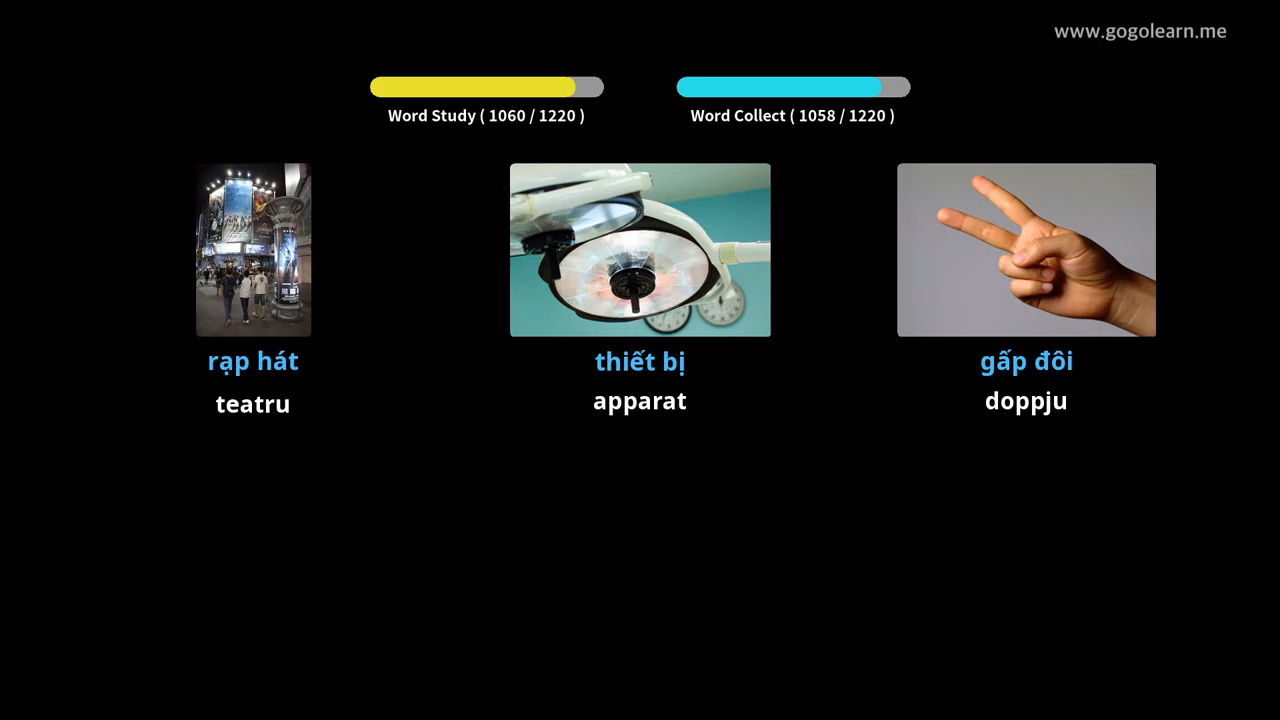 www.gogolearn.me
Word Study ( 1060 / 1220 )
Word Collect ( 1058 / 1220 )
rạp hát
thiết bị
gấp đôi
teatru
apparat
doppju